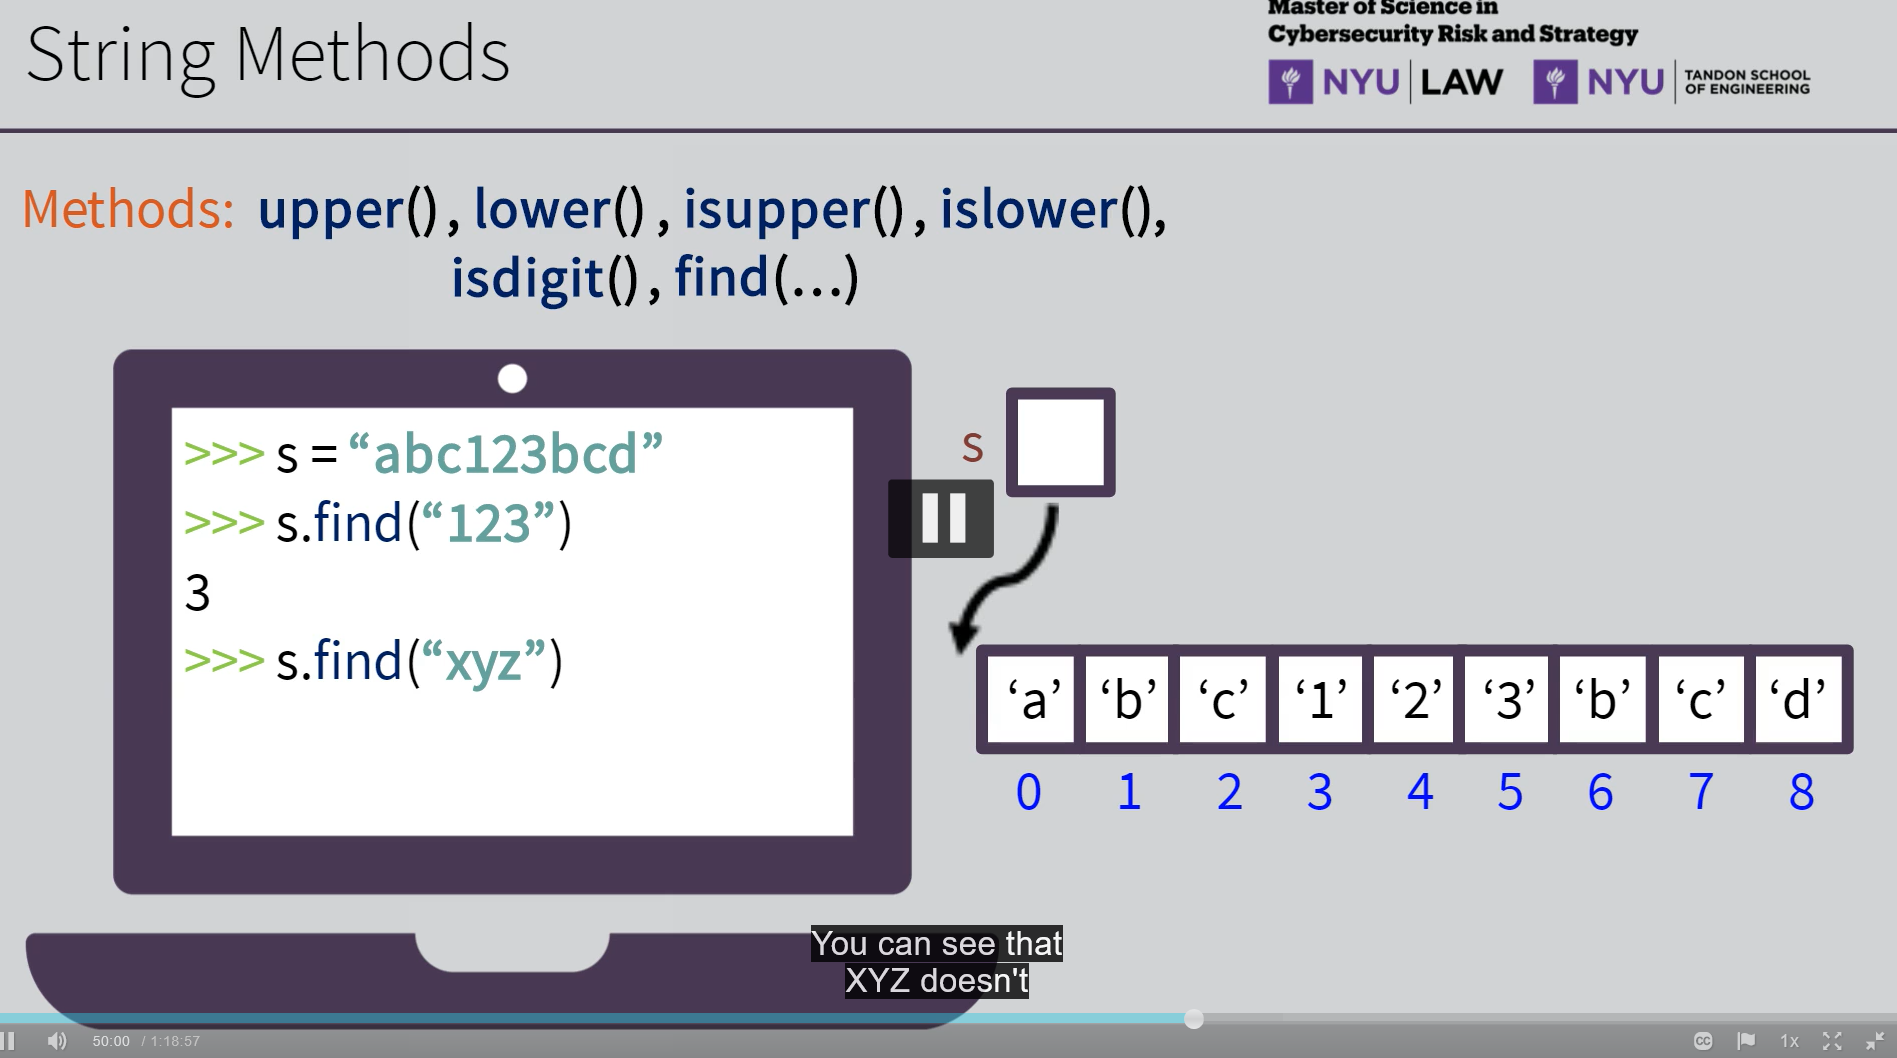 String Methods
Master of Science in
Cybersecurity Risk and Strategy
NYU LAW NYU TANDON SCHOOL
OF ENGINEERING
Methods: upper() , lower() , isupper() , islower(),
isdigit() , find(...)
>>> s = “abc123bcd”
>>> s.find(“123”)
3
>>> s.find(“xyz”)
s
‘a’ ‘b’ ‘c’ ‘1’ ‘2’ ‘3’ ‘b’ ‘c’ ‘d’
0 1 2 3 4 5 6 7 8
You can see that
XYZ doesn't
50:00 / 1:18:57
CC 1x